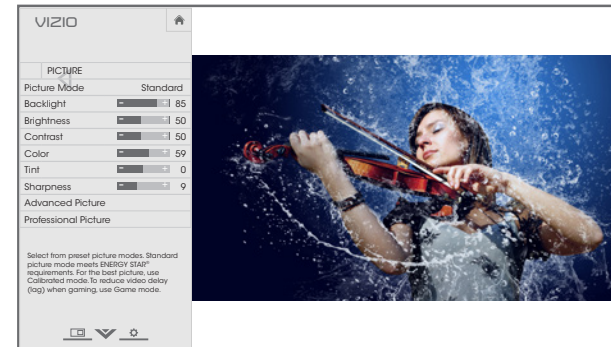 VIZIO
PICTURE
Picture Mode Standard
Backlight 85
Brightness 50
Contrast 50
Color 59
Tint 0
Sharpness 9
Advanced Picture
Professional Picture
Select from preset picture modes. Standard
picture mode meets ENERGY STAR®
requirements. For the best picture, use
Calibrated mode. To reduce video delay
(lag) when gaming, use Game mode.